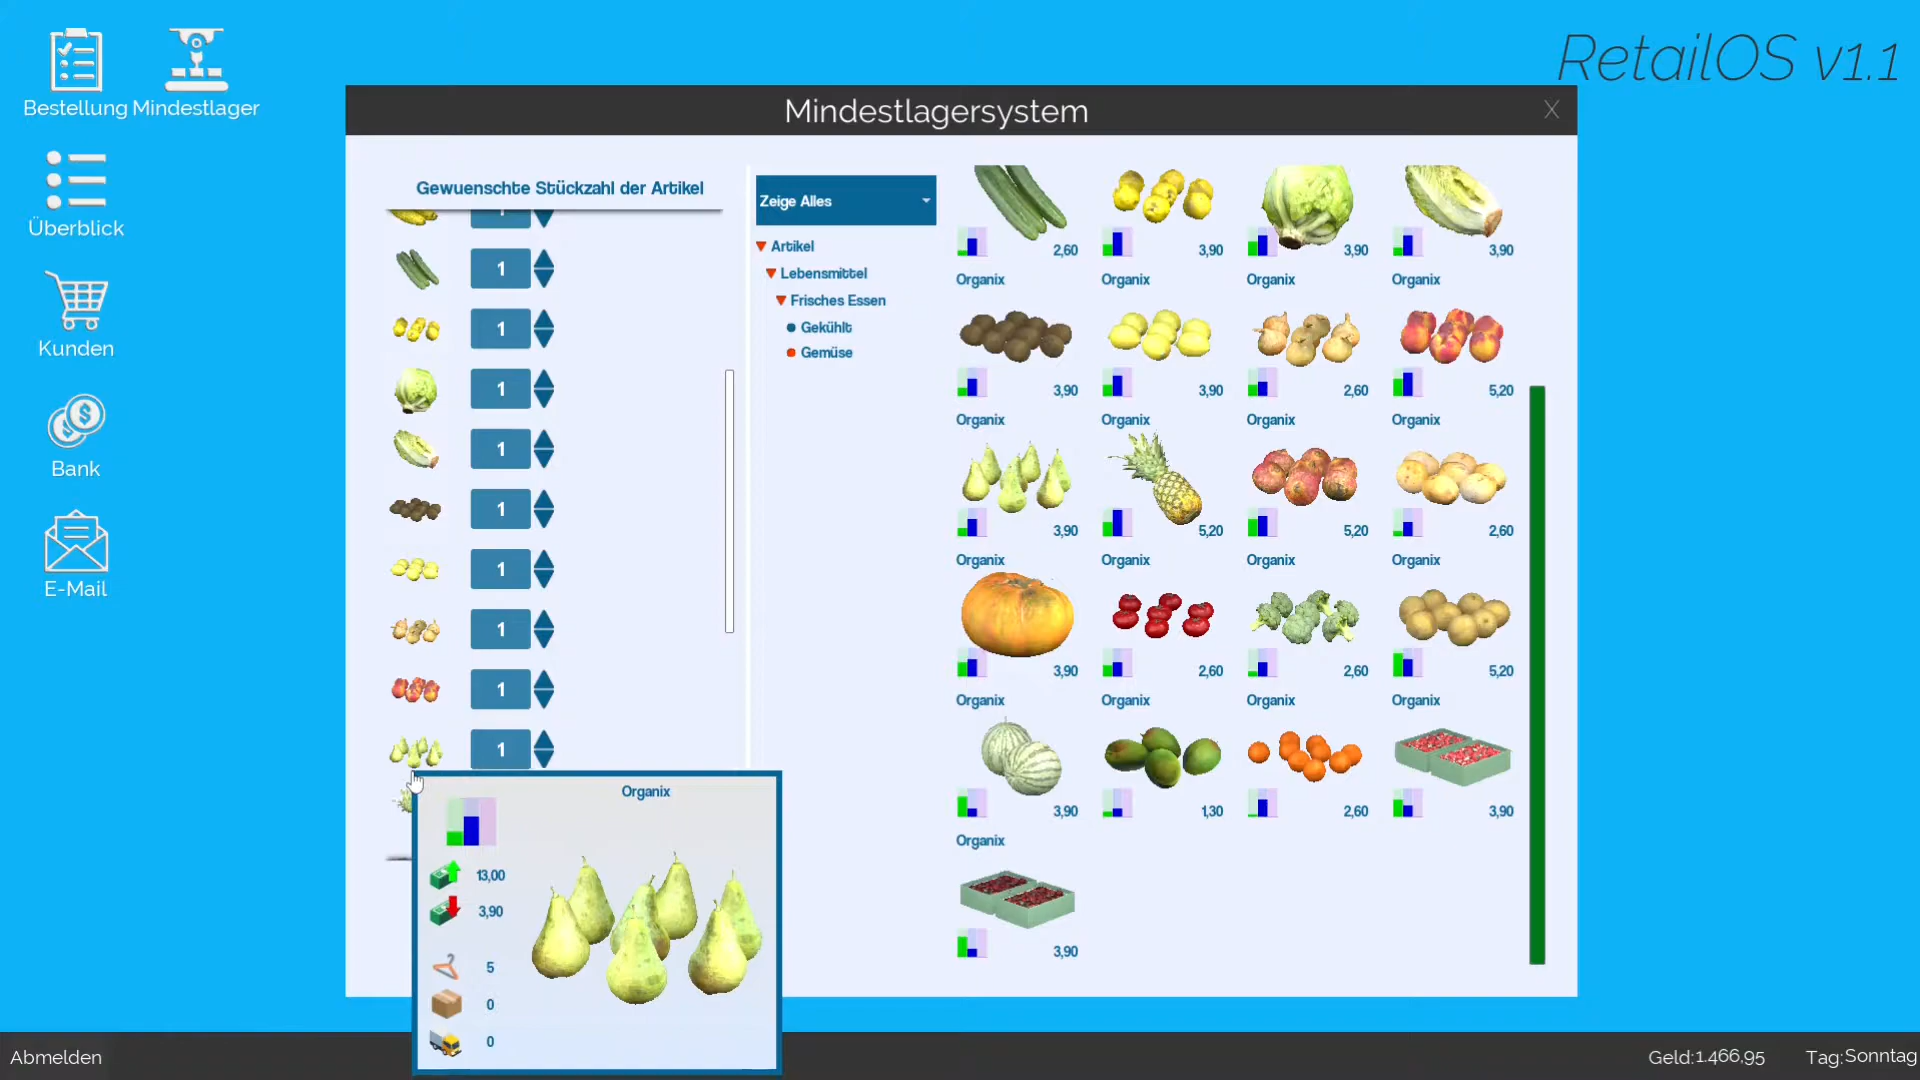 RetailOS v1.1
Bestellung
Mindestlager
Überblick
Kunden
Bank
E-Mail
Mindestlagersystem
X
Gewuenschte Stückzahl der Artikel
1
1
1
1
1
1
1
1
1
Zeige Alles
Artikel
Lebensmittel
Frisches Essen
Gekühlt
Gemüse
2,60 3,90 3,90 3,90
Organix Organix Organix Organix
3,90 3,90 2,60 5,20
Organix Organix Organix Organix
3,90 5,20 5,20 2,60
Organix Organix Organix Organix
3,90 2,60 2,60 5,20
Organix Organix Organix Organix
3,90 1,30 2,60 3,90
Organix
3,90
Organix
13,00
3,90
5
0
0
Abmelden
Geld:1.466,95
Tag:Sonntag